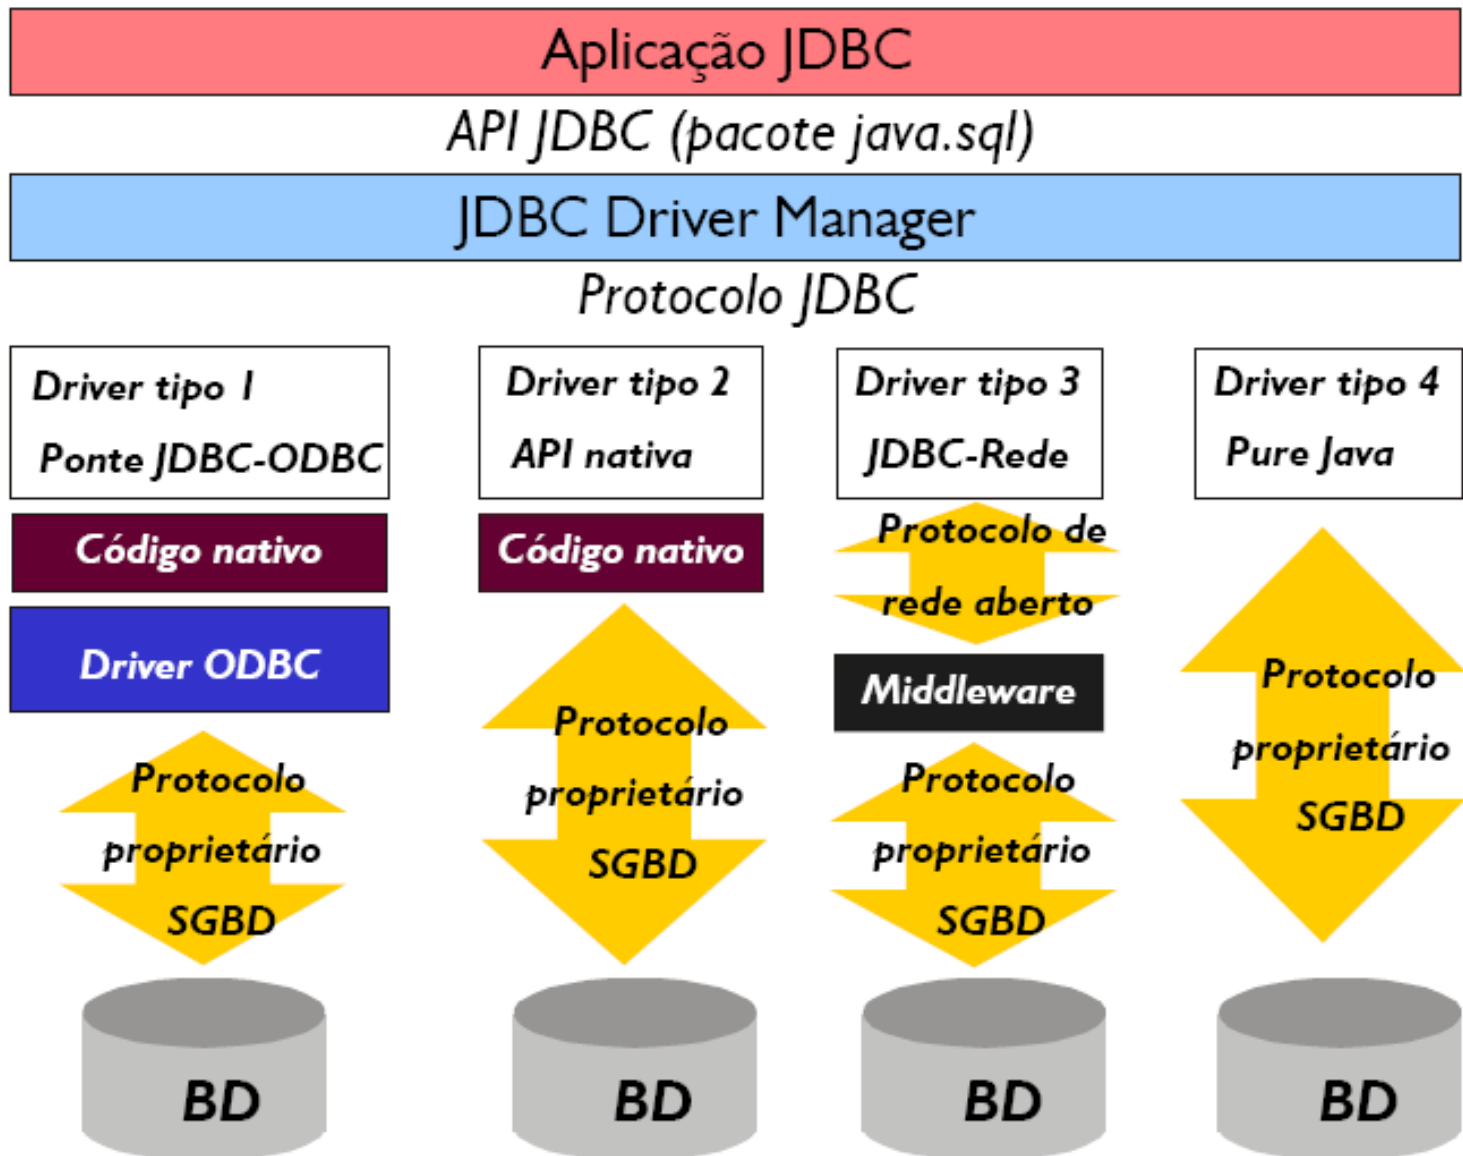 Aplicação JDBC
API JDBC (pacote java.sql)
JDBC Driver Manager
Protocolo JDBC
Driver tipo 1
Ponte JDBC-ODBC
Código nativo
Driver ODBC
Protocolo
proprietário
SGBD
BD
Driver tipo 2
API nativa
Código nativo
Protocolo
proprietário
SGBD
BD
Driver tipo 3
JDBC-Rede
Protocolo de
rede aberto
Middleware
Protocolo
proprietário
SGBD
BD
Driver tipo 4
Pure Java
Protocolo
proprietário
SGBD
BD